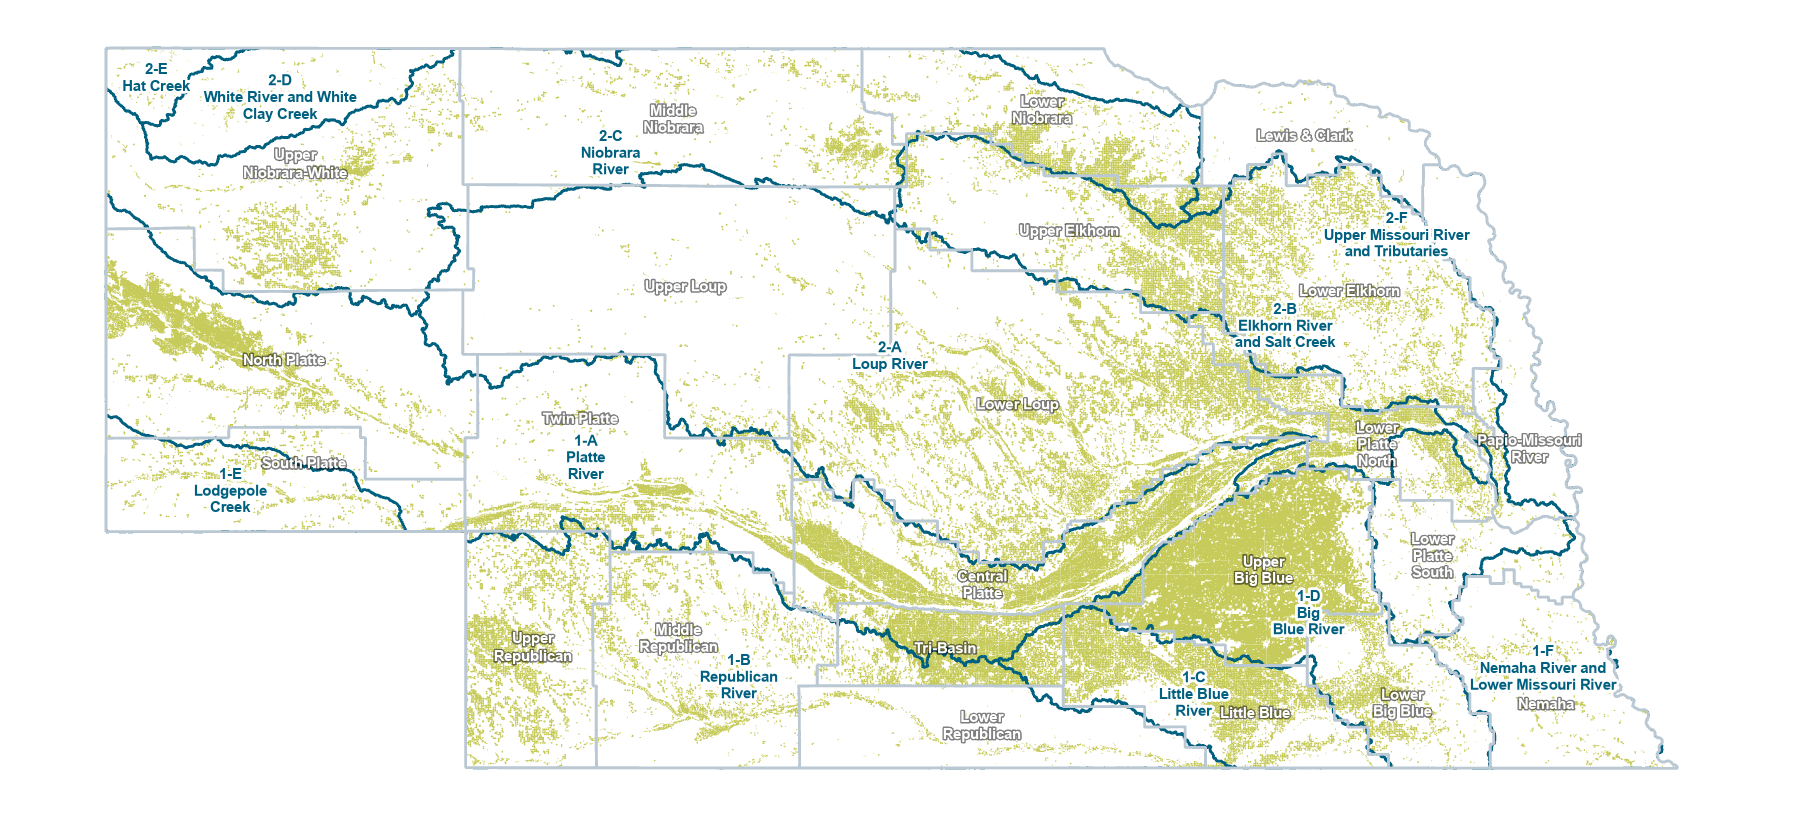 2-E
Hat Creek
2-D
White River and White
Clay Creek
Upper
Niobrara-White
Middle
Niobrara
2-C
Niobrara
River
Lower
Niobrara
Lewis & Clark
2-F
Upper Missouri River
and Tributaries
Upper Elkhorn
Upper Loup
Lower Elkhorn
2-B
Elkhorn River
and Salt Creek
2-A
Loup River
North Platte
Twin Platte
1-A
Platte
River
Lower Loup
Lower
Platte
North
Papio-Missouri
River
South Platte
1-E
Lodgepole
Creek
Lower
Platte
South
Upper
Big Blue
Central
Platte
1-D
Big
Blue River
Upper
Republican
Middle
Republican
1-B
Republican
River
Tri-Basin
1-C
Little Blue
River
Little Blue
Lower
Big Blue
1-F
Nemaha River and
Lower Missouri River
Nemaha
Lower
Republican